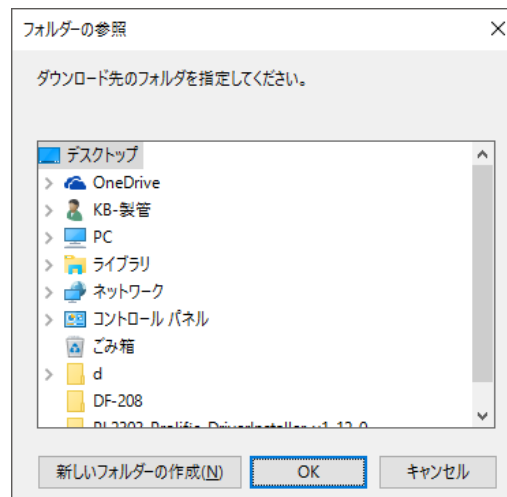 フォルダーの参照
ダウンロード先のフォルダを指定してください。
デスクトップ
OneDrive
KB-製管
PC
ライブラリ
ネットワーク
コントロール パネル
ごみ箱
d
DF-208
PL2303_Prolific_DriverInstaller_v1_12_0
新しいフォルダーの作成(N)
OK
キャンセル